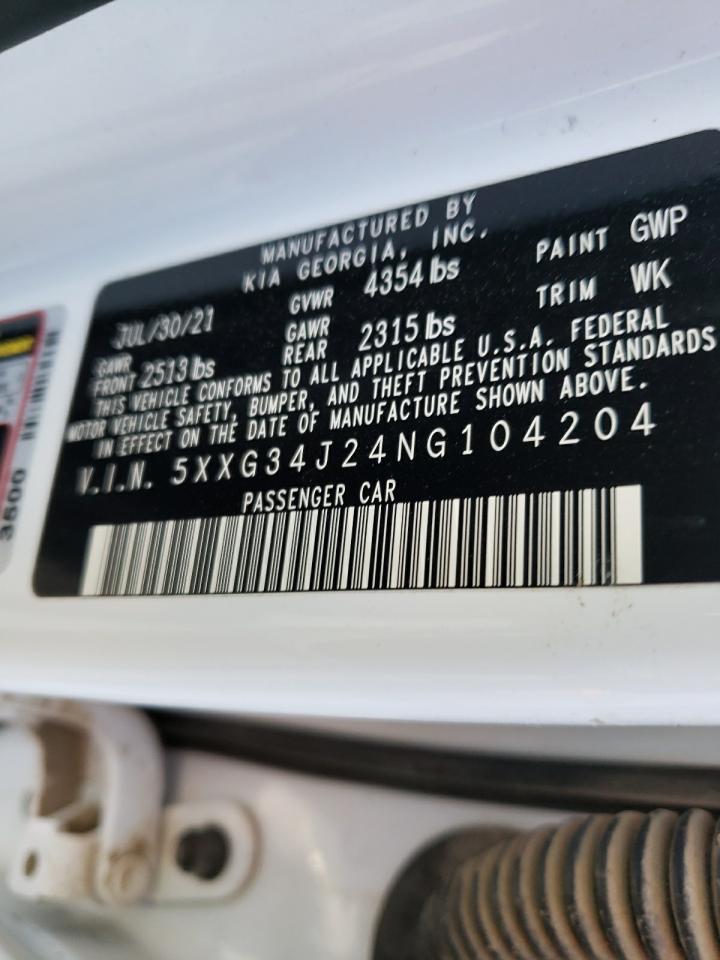 MANUFACTURED BY
KIA GEORGIA, INC.
JUL/30/21 GVWR 4354 lbs PAINT GWP
GAWR FRONT 2513 lbs GAWR REAR 2315 lbs TRIM WK
THIS VEHICLE CONFORMS TO ALL APPLICABLE U.S.A. FEDERAL
MOTOR VEHICLE SAFETY, BUMPER, AND THEFT PREVENTION STANDARDS
IN EFFECT ON THE DATE OF MANUFACTURE SHOWN ABOVE.
V.I.N. 5XXG34J24NG104204
PASSENGER CAR
3500